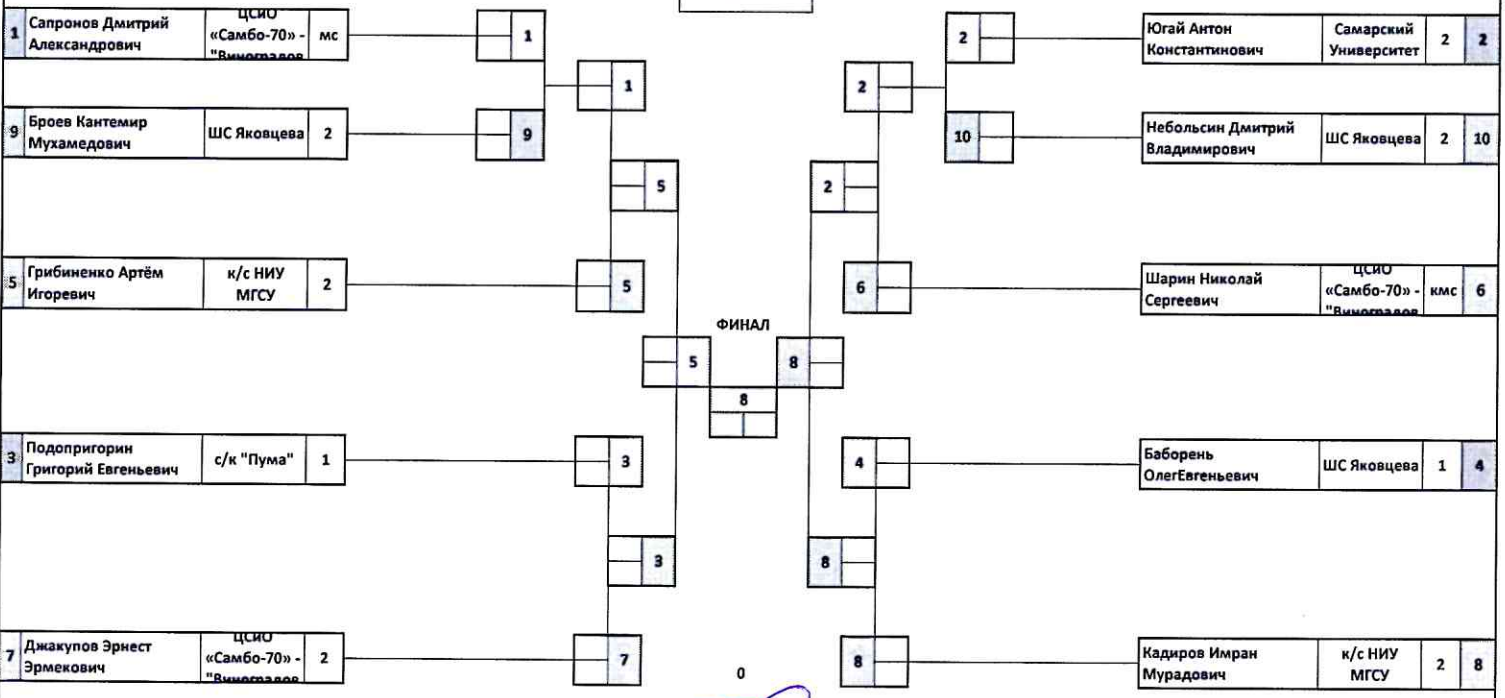 1 Сапронов Дмитрий Александрович ЦСИО «Самбо-70» - "Виноградов мс
1
2
Югай Антон Константинович Самарский Университет 2 2
1
2
9 Броев Кантемир Мухамедович ШС Яковцева 2
9
10
Небольсин Дмитрий Владимирович ШС Яковцева 2 10
5
2
5 Грибиненко Артём Игоревич к/с НИУ МГСУ 2
5
6
Шарин Николай Сергеевич ЦСИО «Самбо-70» - "Виноградов кмс 6
ФИНАЛ
5
8
8
3 Подопригорин Григорий Евгеньевич с/к "Пума" 1
3
4
Баборень ОлегЕвгеньевич ШС Яковцева 1 4
3
8
7 Джакупов Эрнест Эрмекович ЦСИО «Самбо-70» - "Виноградов 2
7
0
8
Кадиров Имран Мурадович к/с НИУ МГСУ 2 8